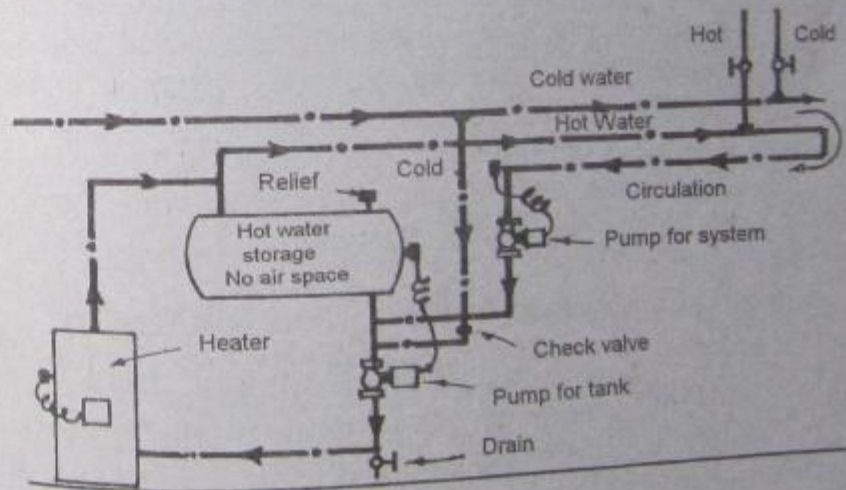 Hot
Cold
Cold water
Hot Water
Relief
Cold
Circulation
Hot water
storage
No air space
Pump for system
Heater
Check valve
Pump for tank
Drain